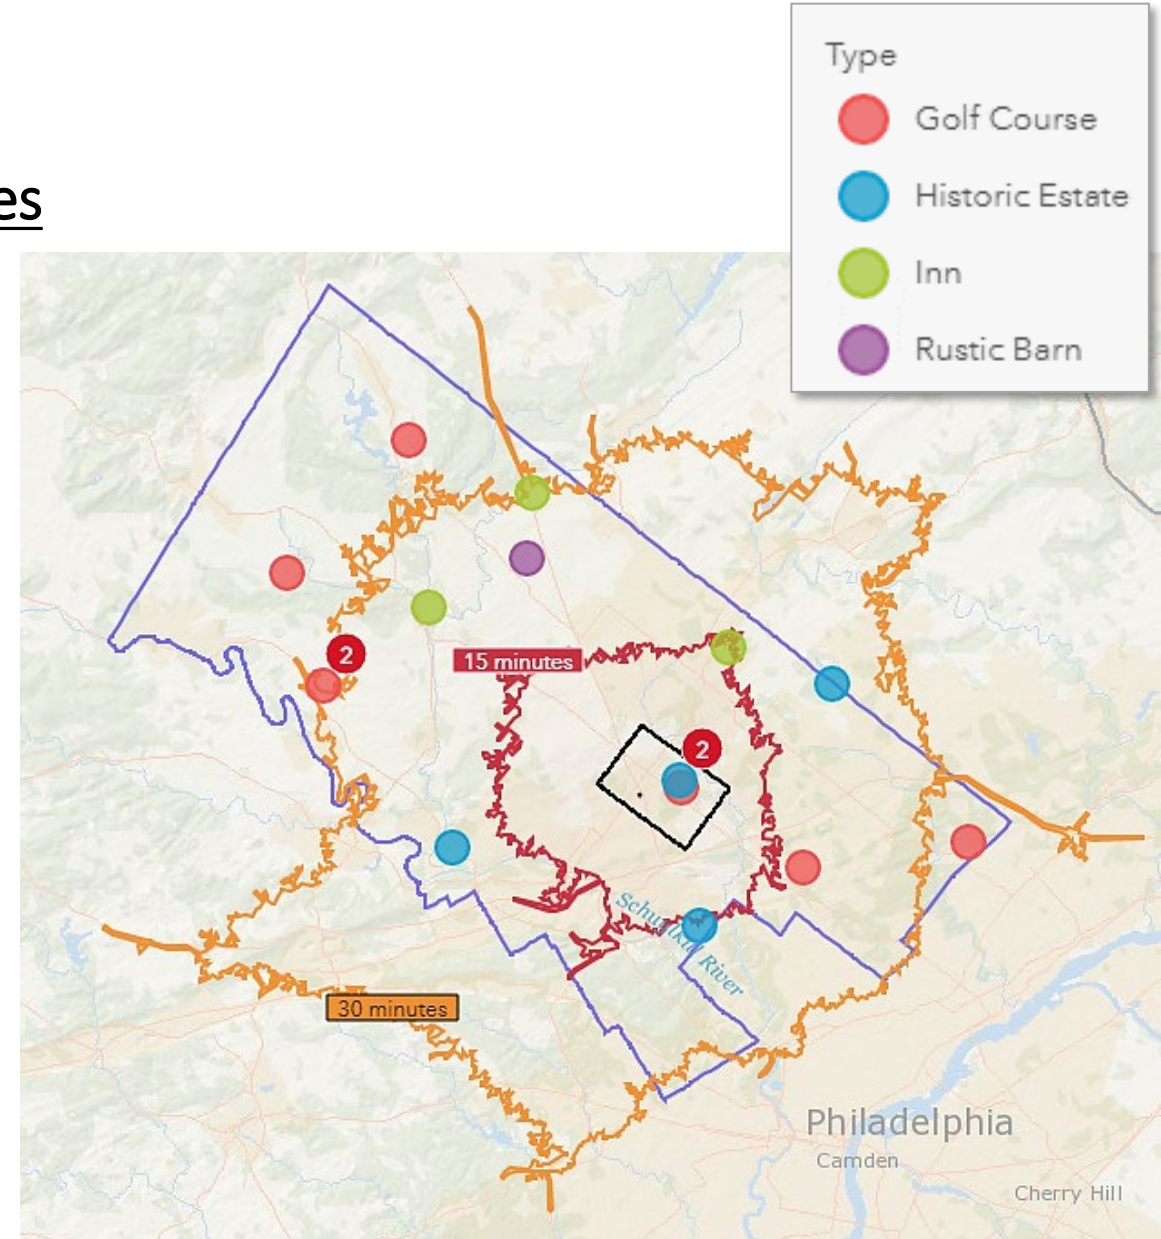 es
Type
Golf Course
Historic Estate
Inn
Rustic Barn
2
15 minutes
2
Schuylkill River
30 minutes
Philadelphia
Camden
Cherry Hill